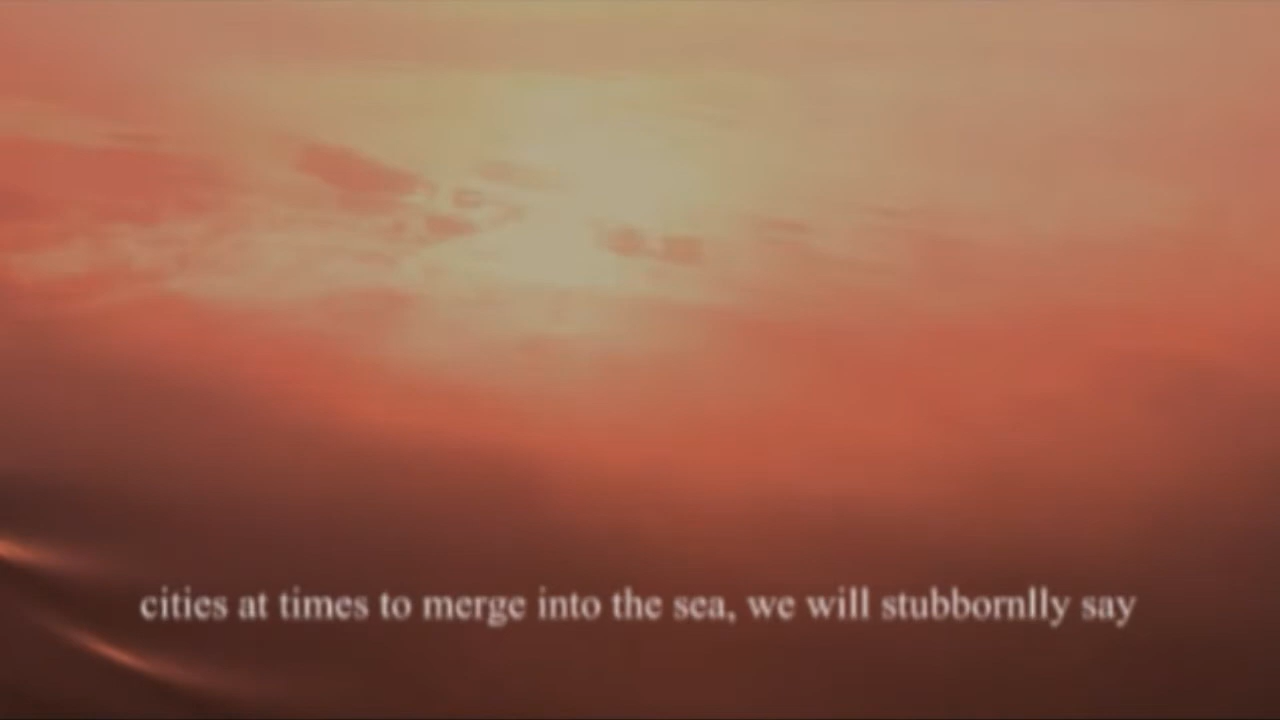 cities at times to merge into the sea, we will stubbornlly say